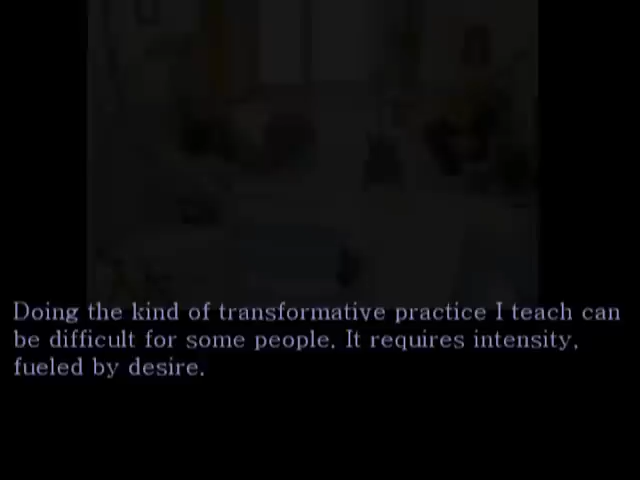 Doing the kind of transformative practice I teach can
be difficult for some people. It requires intensity,
fueled by desire.